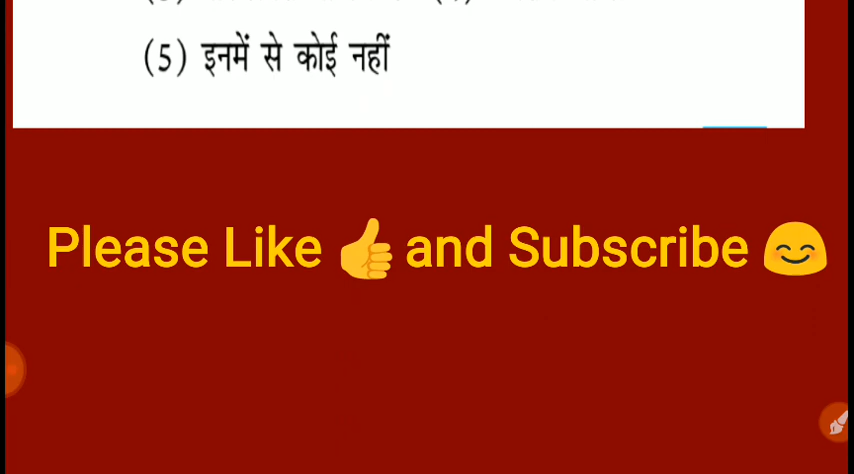 (5) इनमें से कोई नहीं
Please Like 👍 and Subscribe 😊